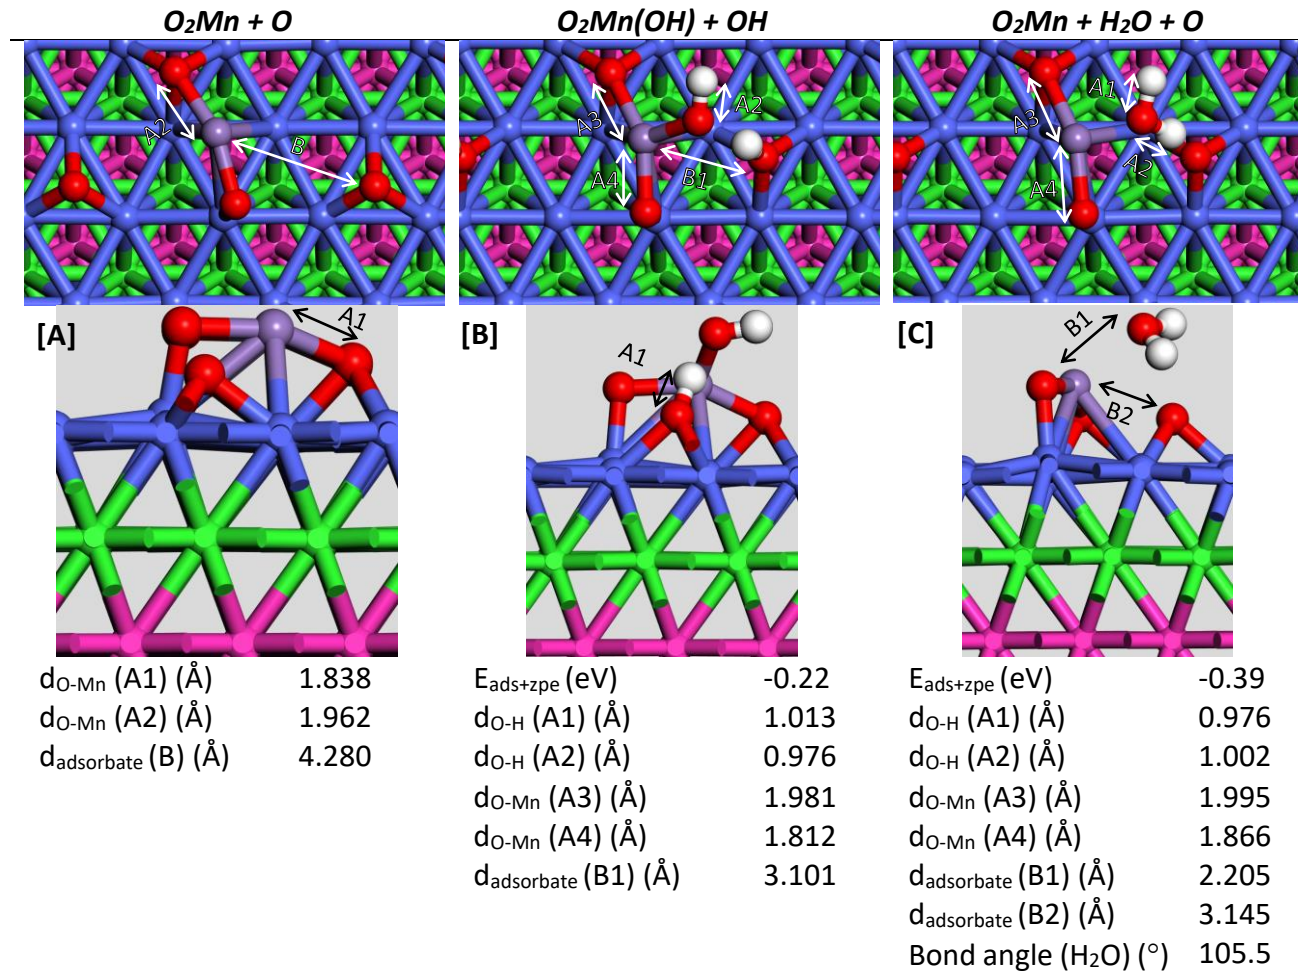 O₂Mn + O
O₂Mn(OH) + OH
O₂Mn + H₂O + O
A2
B
A3
A2
A4
B1
A1
A3
A2
A4
[A]
A1
[B]
A1
[C]
B1
B2
dO-Mn (A1) (Å) 1.838
dO-Mn (A2) (Å) 1.962
dadsorbate (B) (Å) 4.280
Eads+zpe (eV) -0.22
dO-H (A1) (Å) 1.013
dO-H (A2) (Å) 0.976
dO-Mn (A3) (Å) 1.981
dO-Mn (A4) (Å) 1.812
dadsorbate (B1) (Å) 3.101
Eads+zpe (eV) -0.39
dO-H (A1) (Å) 0.976
dO-H (A2) (Å) 1.002
dO-Mn (A3) (Å) 1.995
dO-Mn (A4) (Å) 1.866
dadsorbate (B1) (Å) 2.205
dadsorbate (B2) (Å) 3.145
Bond angle (H₂O) (°) 105.5